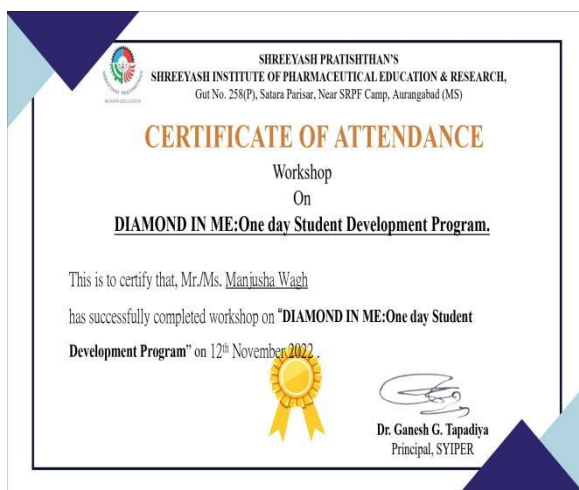 SHREEYASH PRATISHTHAN'S
SHREEYASH INSTITUTE OF PHARMACEUTICAL EDUCATION & RESEARCH,
Gut No. 258(P), Satara Parisar, Near SRPF Camp, Aurangabad (MS)
CERTIFICATE OF ATTENDANCE
Workshop
On
DIAMOND IN ME:One day Student Development Program.
This is to certify that, Mr./Ms. Manjusha Wagh
has successfully completed workshop on "DIAMOND IN ME:One day Student
Development Program" on 12th November 2022 .
Dr. Ganesh G. Tapadiya
Principal, SYIPER